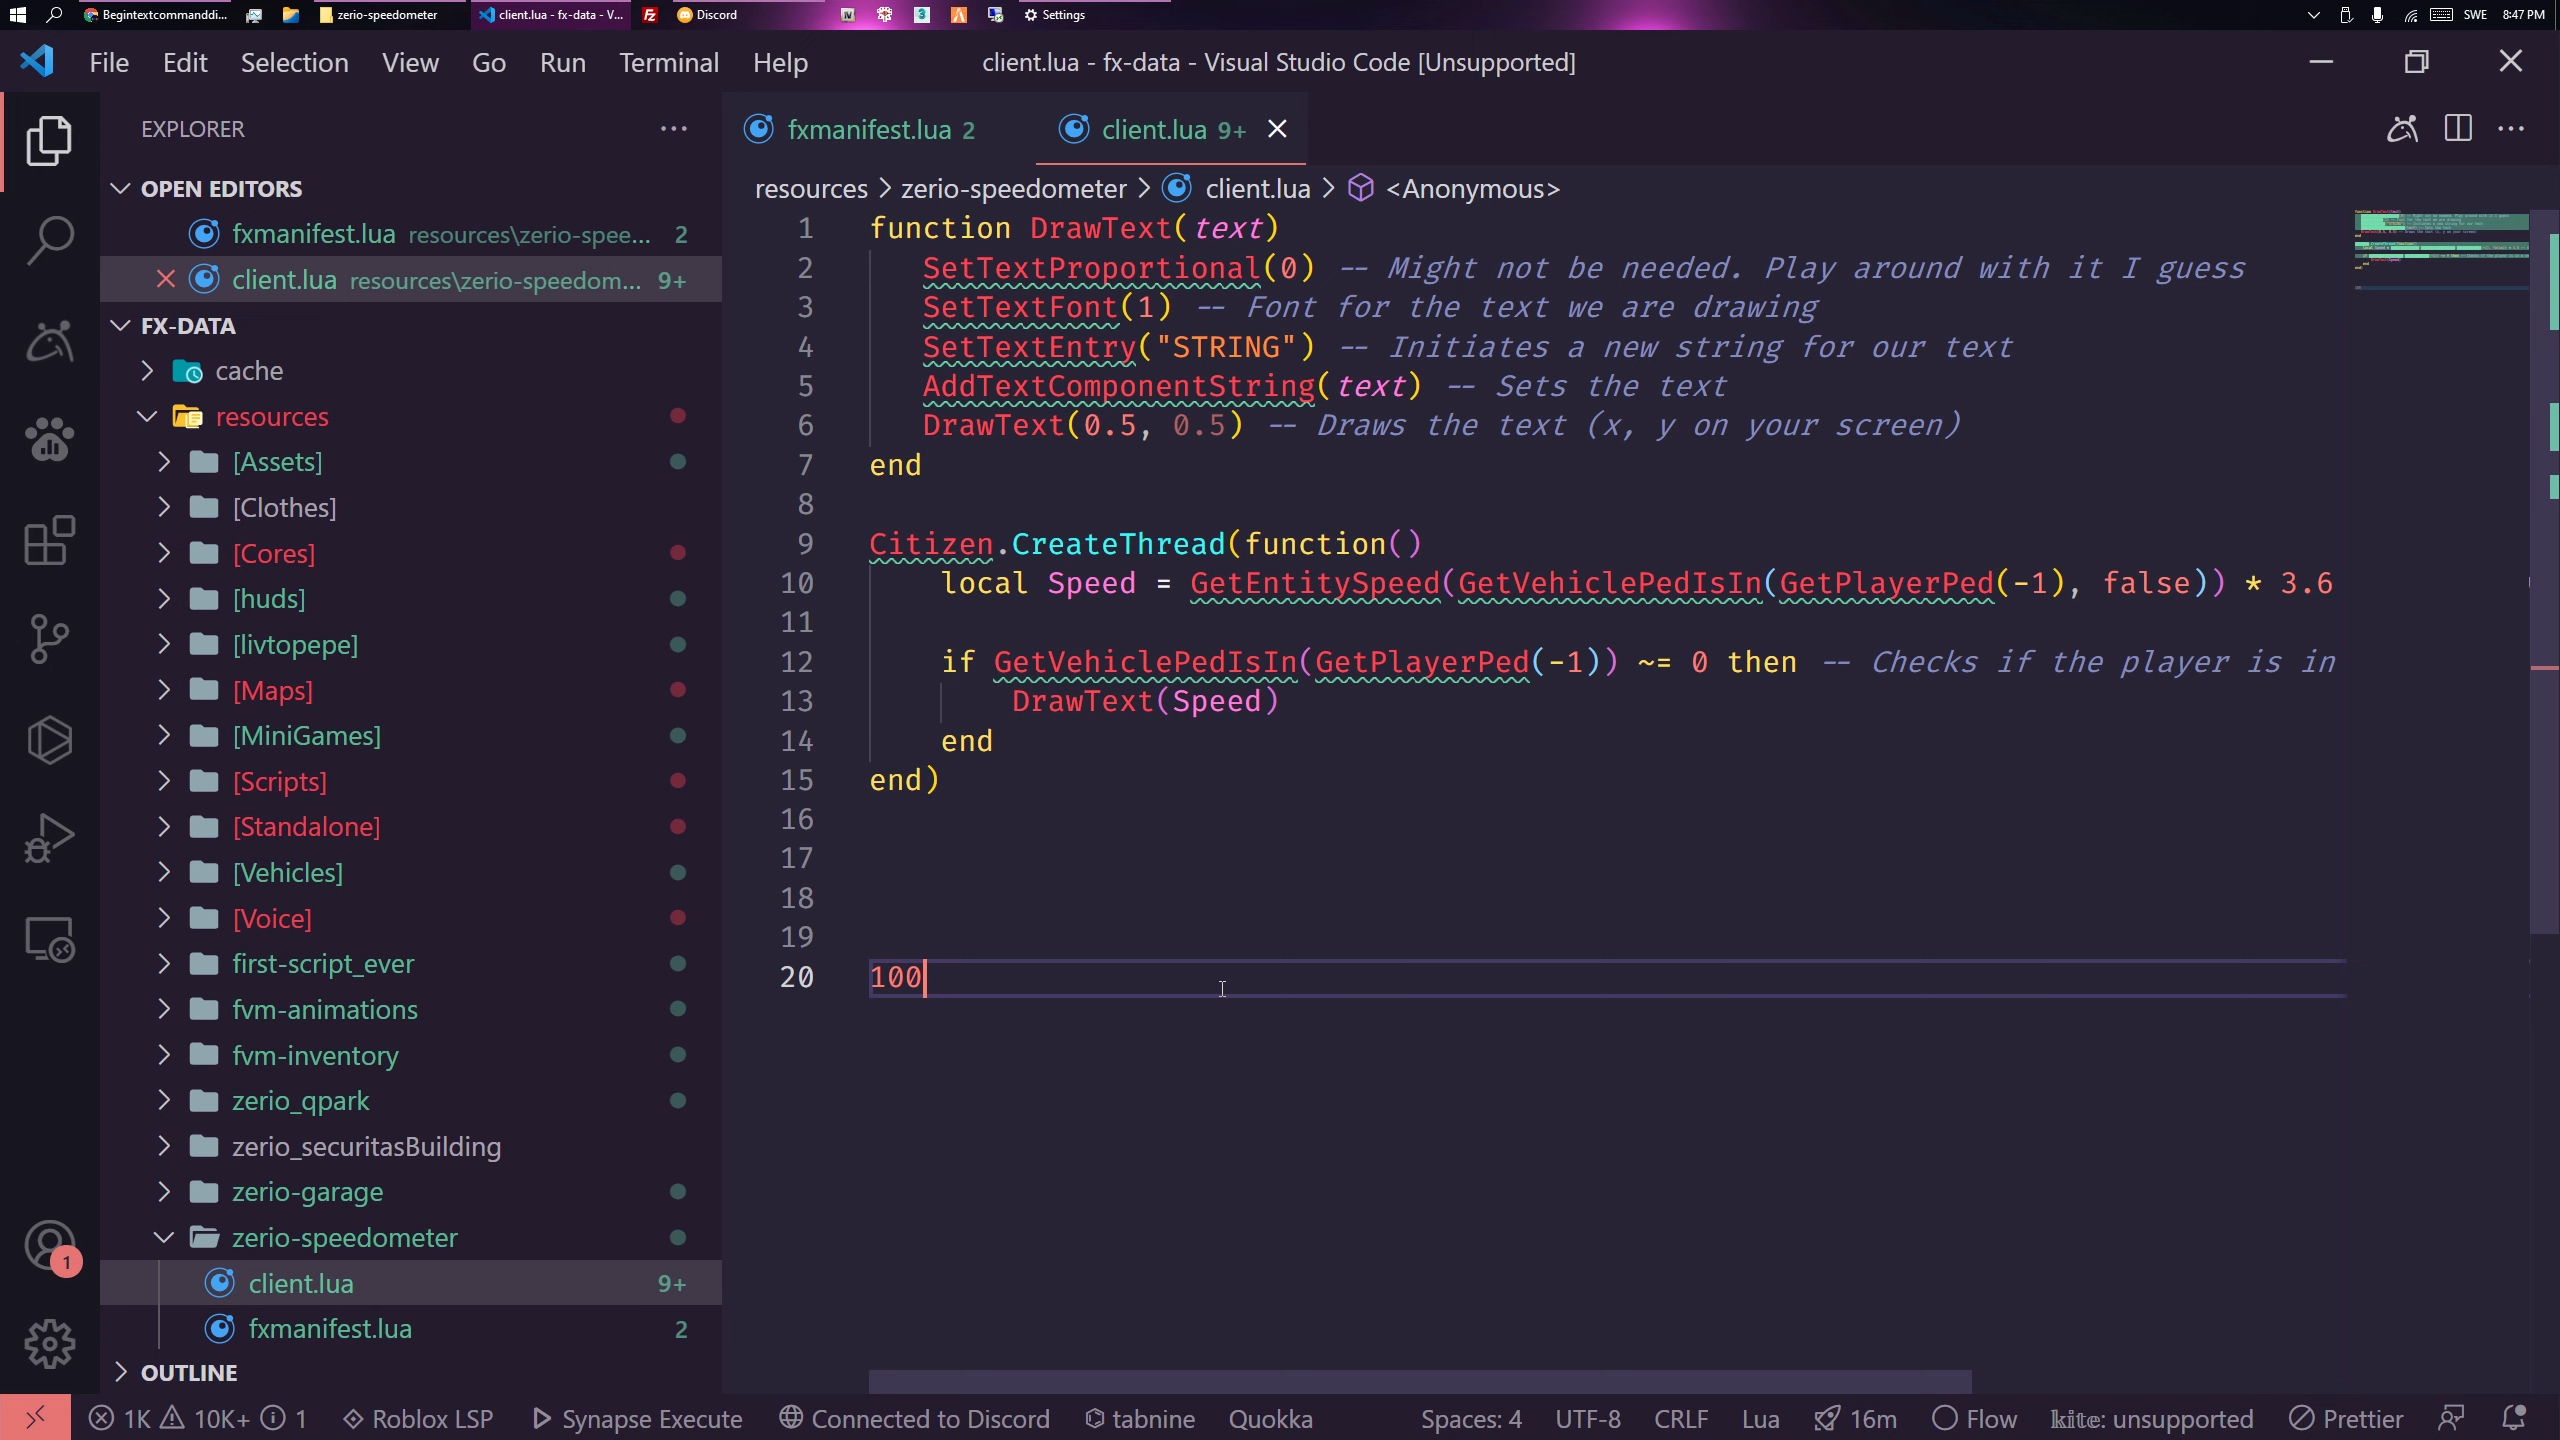 Begintextcommanddi...
zerio-speedometer
client.lua - fx-data - V...
Discord
Settings
SWE
8:47 PM
File Edit Selection View Go Run Terminal Help
client.lua - fx-data - Visual Studio Code [Unsupported]
EXPLORER
fxmanifest.lua 2
client.lua 9+
OPEN EDITORS
fxmanifest.lua resources\zerio-spee... 2
client.lua resources\zerio-speedom... 9+
FX-DATA
cache
resources
[Assets]
[Clothes]
[Cores]
[huds]
[livtopepe]
[Maps]
[MiniGames]
[Scripts]
[Standalone]
[Vehicles]
[Voice]
first-script_ever
fvm-animations
fvm-inventory
zerio_qpark
zerio_securitasBuilding
zerio-garage
zerio-speedometer
client.lua 9+
fxmanifest.lua 2
OUTLINE
resources > zerio-speedometer > client.lua > <Anonymous>
1 function DrawText(text)
2 SetTextProportional(0) -- Might not be needed. Play around with it I guess
3 SetTextFont(1) -- Font for the text we are drawing
4 SetTextEntry("STRING") -- Initiates a new string for our text
5 AddTextComponentString(text) -- Sets the text
6 DrawText(0.5, 0.5) -- Draws the text (x, y on your screen)
7 end
8
9 Citizen.CreateThread(function()
10 local Speed = GetEntitySpeed(GetVehiclePedIsIn(GetPlayerPed(-1), false)) * 3.6
11
12 if GetVehiclePedIsIn(GetPlayerPed(-1)) ~= 0 then -- Checks if the player is in
13 DrawText(Speed)
14 end
15 end)
16
17
18
19
20 100
1
1K 10K+ 1 Roblox LSP Synapse Execute Connected to Discord tabnine Quokka Spaces: 4 UTF-8 CRLF Lua 16m Flow kite: unsupported Prettier